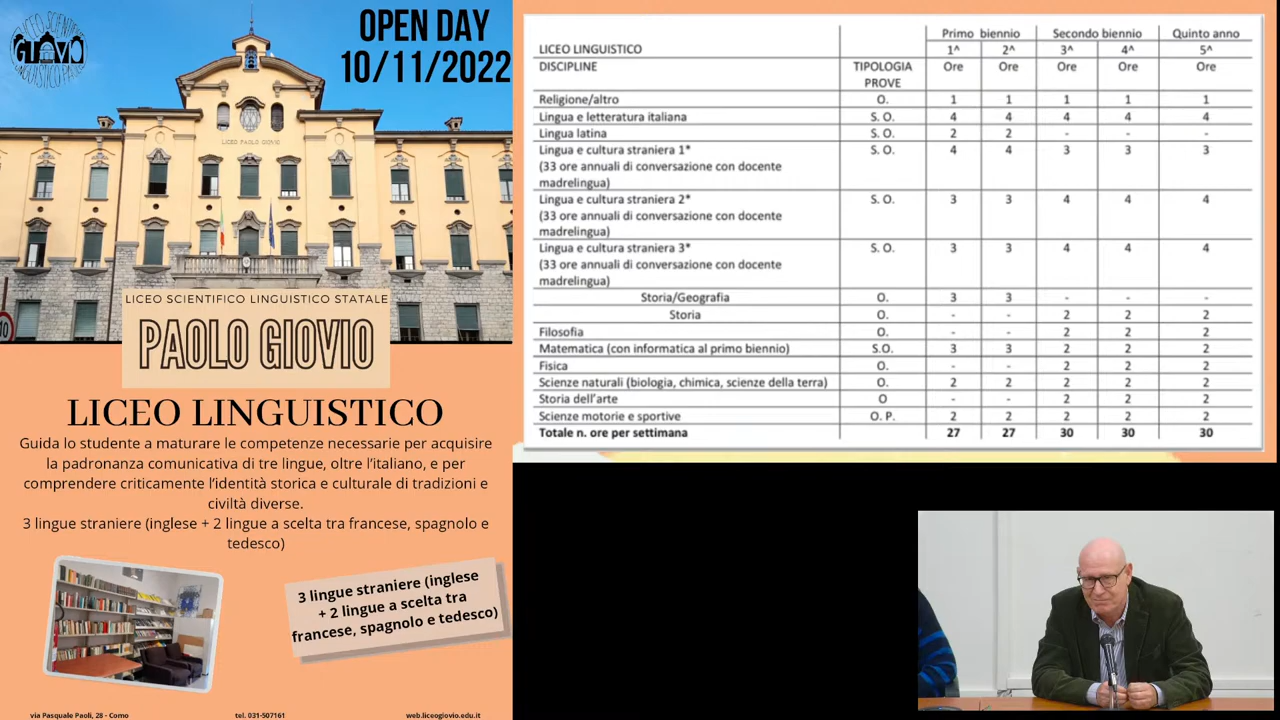 LICEO SCIENTIFICO
GIOVIO
LINGUISTICO PAOLO
OPEN DAY
10/11/2022
LICEO PAOLO GIOVIO
10
LICEO SCIENTIFICO LINGUISTICO STATALE
PAOLO GIOVIO
LICEO LINGUISTICO
Guida lo studente a maturare le competenze necessarie per acquisire
la padronanza comunicativa di tre lingue, oltre l’italiano, e per
comprendere criticamente l’identità storica e culturale di tradizioni e
civiltà diverse.
3 lingue straniere (inglese + 2 lingue a scelta tra francese, spagnolo e
tedesco)
3 lingue straniere (inglese
+ 2 lingue a scelta tra
francese, spagnolo e tedesco)
via Pasquale Paoli, 28 - Como tel. 031-507161 web.liceogiovio.edu.it
Primo biennio Secondo biennio Quinto anno
LICEO LINGUISTICO 1^ 2^ 3^ 4^ 5^
DISCIPLINE TIPOLOGIA Ore Ore Ore Ore Ore
PROVE
Religione/altro O. 1 1 1 1 1
Lingua e letteratura italiana S. O. 4 4 4 4 4
Lingua latina S. O. 2 2 - - -
Lingua e cultura straniera 1* S. O. 4 4 3 3 3
(33 ore annuali di conversazione con docente
madrelingua)
Lingua e cultura straniera 2* S. O. 3 3 4 4 4
(33 ore annuali di conversazione con docente
madrelingua)
Lingua e cultura straniera 3* S. O. 3 3 4 4 4
(33 ore annuali di conversazione con docente
madrelingua)
Storia/Geografia O. 3 3 - - -
Storia O. - - 2 2 2
Filosofia O. - - 2 2 2
Matematica (con informatica al primo biennio) S.O. 3 3 2 2 2
Fisica O. - - 2 2 2
Scienze naturali (biologia, chimica, scienze della terra) O. 2 2 2 2 2
Storia dell’arte O - - 2 2 2
Scienze motorie e sportive O. P. 2 2 2 2 2
Totale n. ore per settimana 27 27 30 30 30